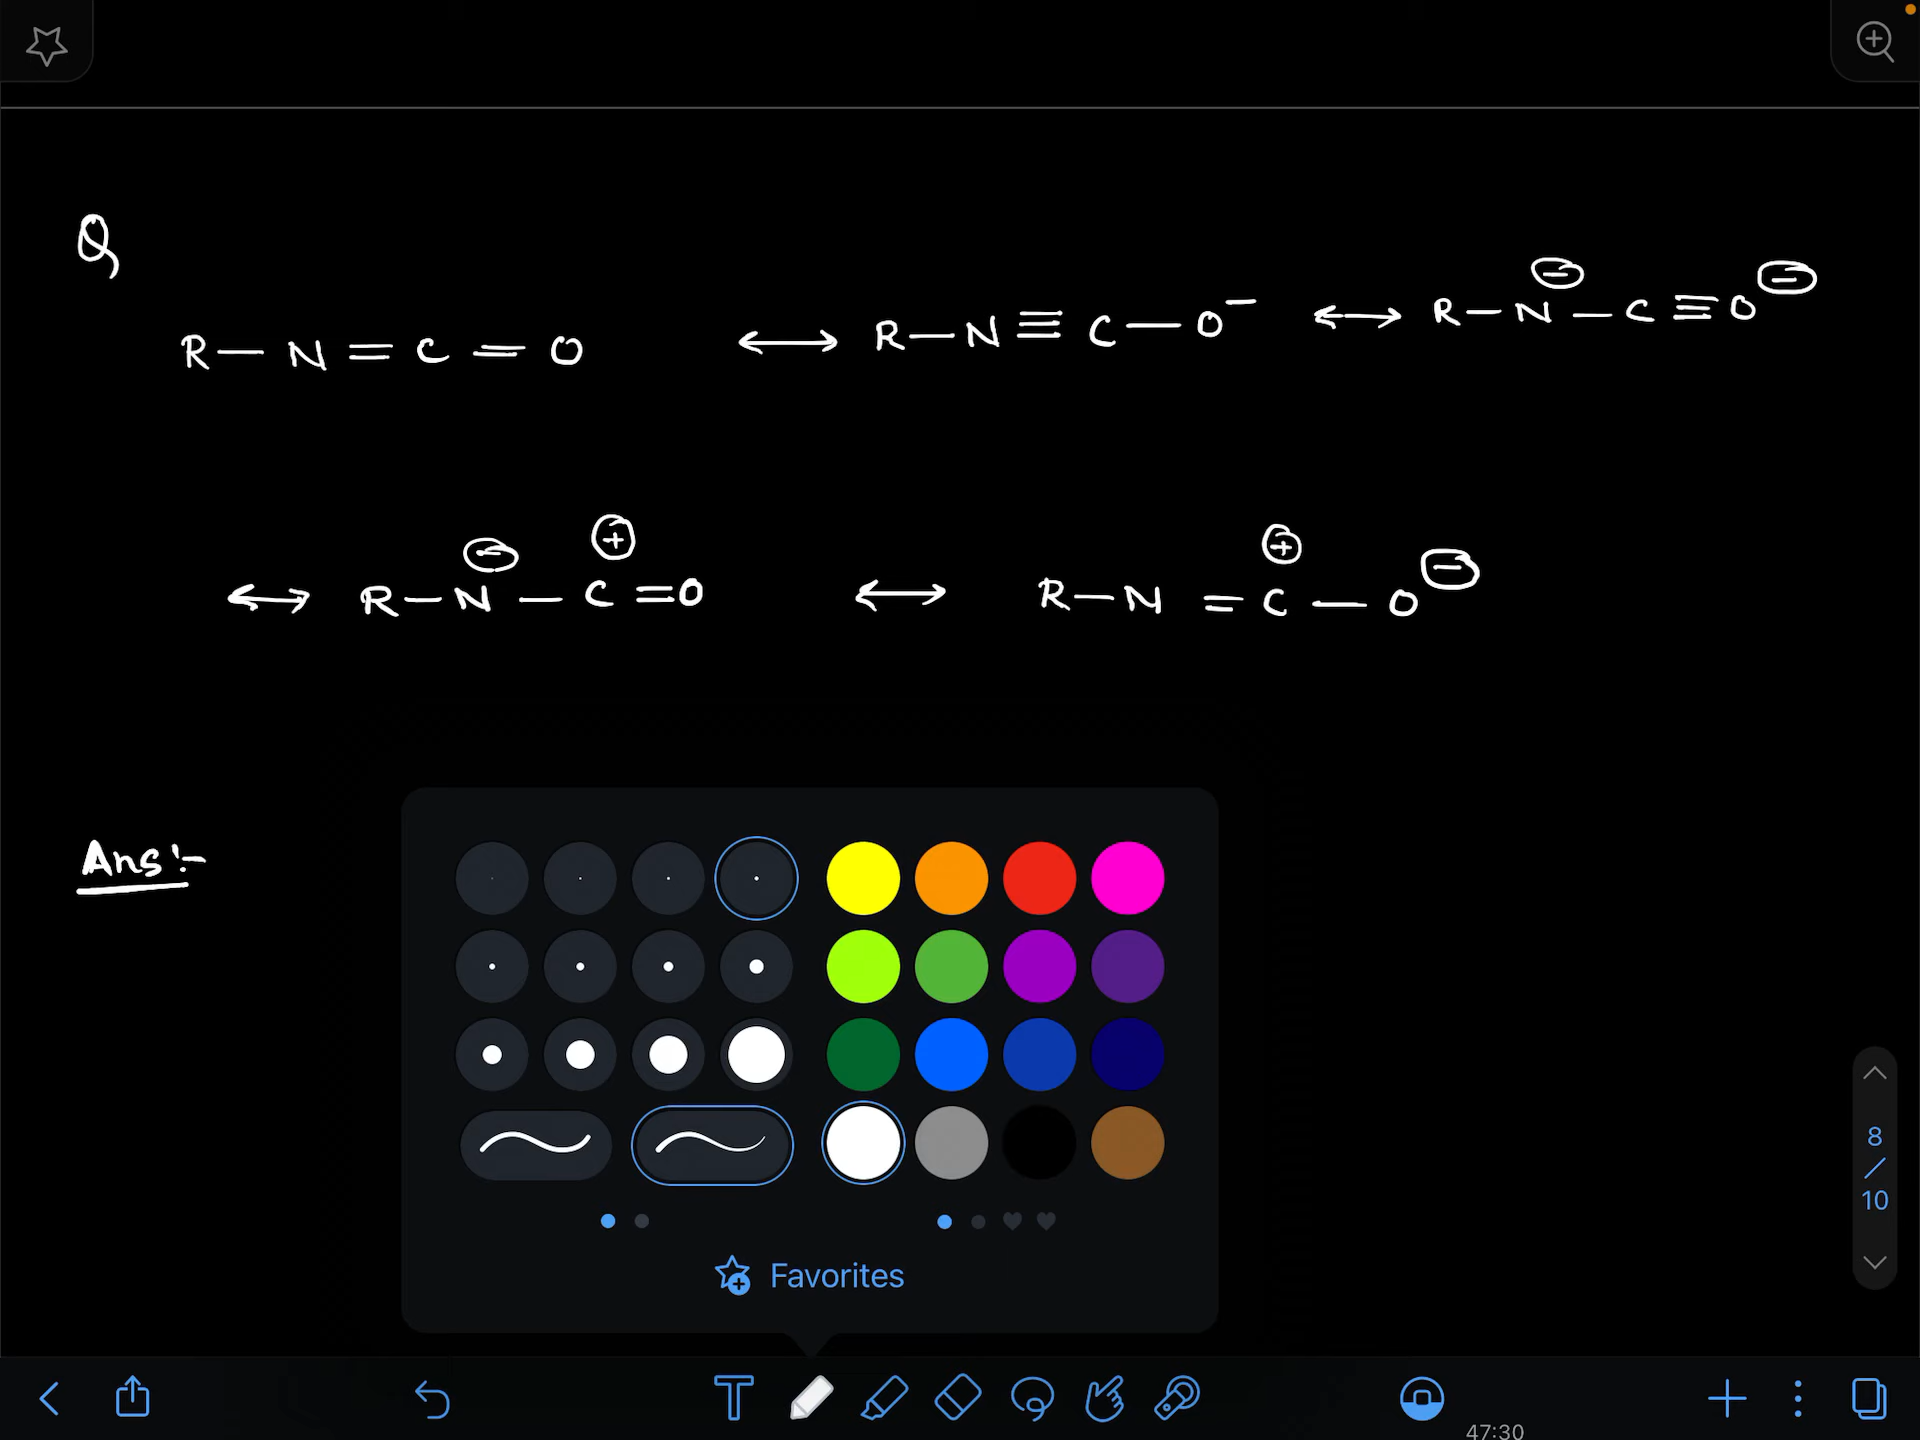 Q
R — N = C = O ⟷ R — N ≡ C — O⁻ ⟷ R — N⊖ — C ≡ O⊖
⟷ R — N⊖ — C⊕ = O ⟷ R — N = C⊕ — O⊖
Ans :-
Favorites
8
/
10
T
47:30